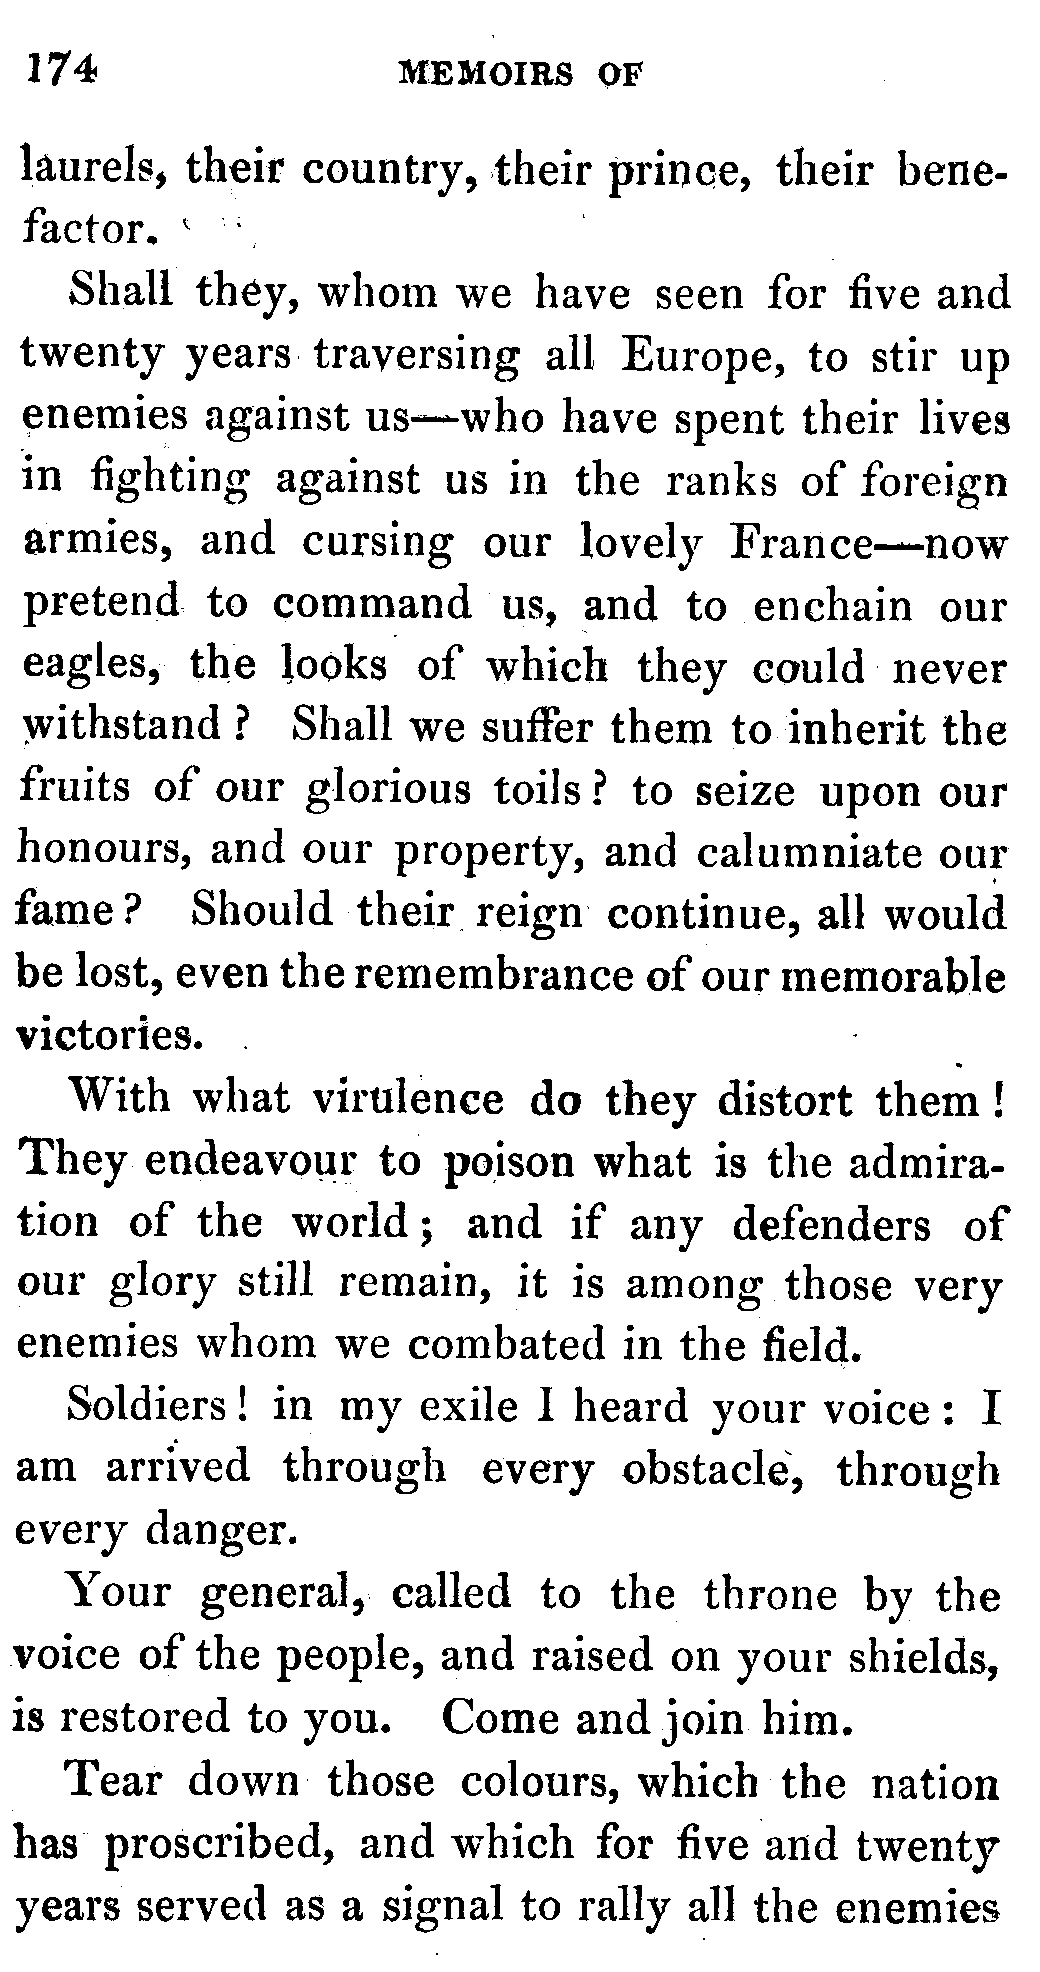 174 MEMOIRS OF
laurels, their country, their prince, their bene-
factor.
Shall they, whom we have seen for five and
twenty years traversing all Europe, to stir up
enemies against us—who have spent their lives
in fighting against us in the ranks of foreign
armies, and cursing our lovely France—now
pretend to command us, and to enchain our
eagles, the looks of which they could never
withstand ? Shall we suffer them to inherit the
fruits of our glorious toils ? to seize upon our
honours, and our property, and calumniate our
fame ? Should their reign continue, all would
be lost, even the remembrance of our memorable
victories.
With what virulence do they distort them !
They endeavour to poison what is the admira-
tion of the world ; and if any defenders of
our glory still remain, it is among those very
enemies whom we combated in the field.
Soldiers ! in my exile I heard your voice : I
am arrived through every obstacle, through
every danger.
Your general, called to the throne by the
voice of the people, and raised on your shields,
is restored to you. Come and join him.
Tear down those colours, which the nation
has proscribed, and which for five and twenty
years served as a signal to rally all the enemies